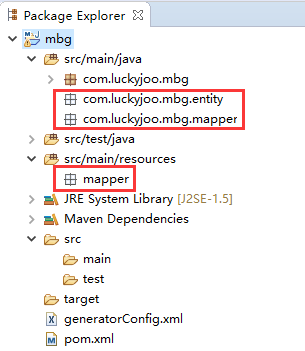 Package Explorer
mbg
src/main/java
com.luckyjoo.mbg
com.luckyjoo.mbg.entity
com.luckyjoo.mbg.mapper
src/test/java
src/main/resources
mapper
JRE System Library [J2SE-1.5]
Maven Dependencies
src
main
test
target
generatorConfig.xml
pom.xml